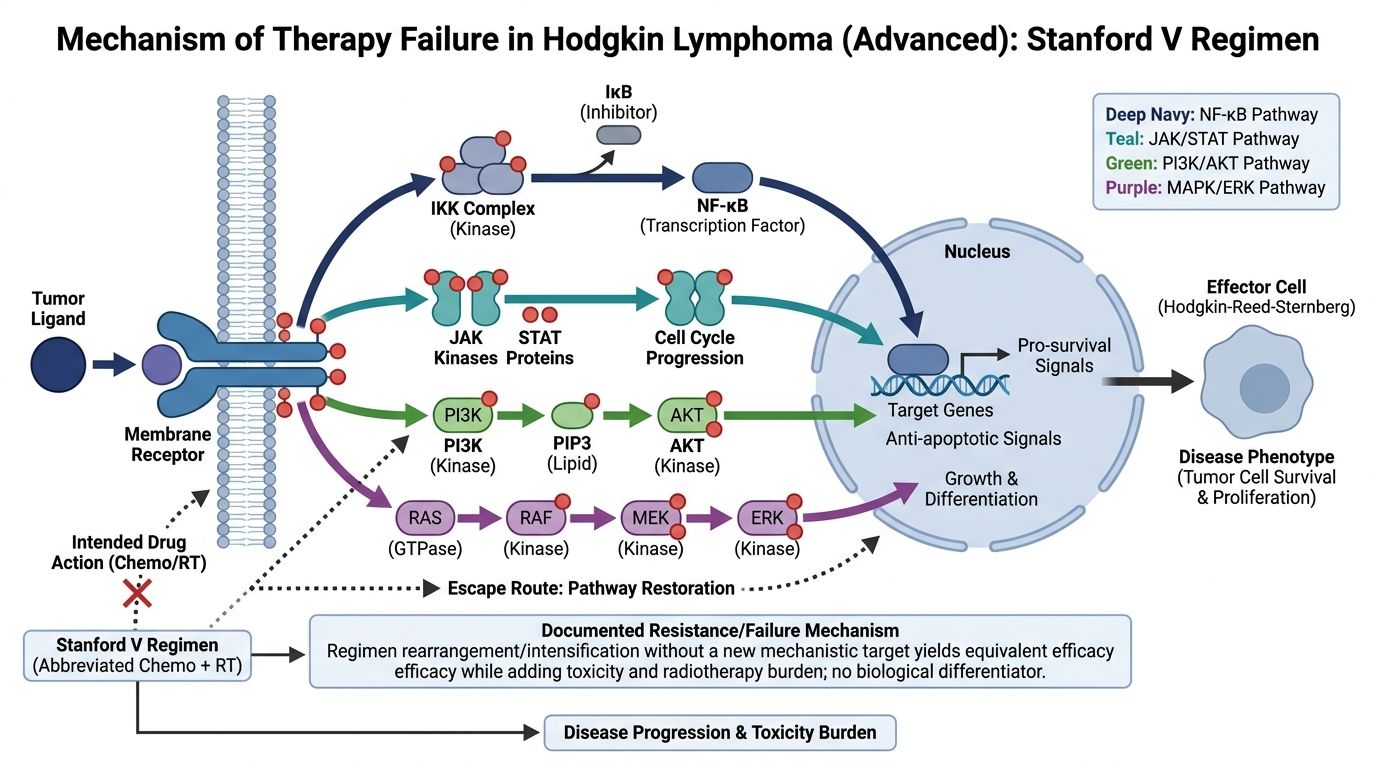 Mechanism of Therapy Failure in Hodgkin Lymphoma (Advanced): Stanford V Regimen
IκB
(Inhibitor)
Deep Navy: NF-κB Pathway
Teal: JAK/STAT Pathway
Green: PI3K/AKT Pathway
Purple: MAPK/ERK Pathway
IKK Complex
(Kinase)
NF-κB
(Transcription Factor)
Nucleus
Tumor
Ligand
JAK
Kinases
STAT
Proteins
Cell Cycle
Progression
Effector Cell
(Hodgkin-Reed-Sternberg)
Pro-survival
Signals
Target Genes
Anti-apoptotic Signals
Growth &
Differentiation
Membrane
Receptor
PI3K
PI3K
(Kinase)
PIP3
(Lipid)
AKT
AKT
(Kinase)
Disease Phenotype
(Tumor Cell Survival
& Proliferation)
RAS
(GTPase)
RAF
(Kinase)
MEK
(Kinase)
ERK
(Kinase)
Intended Drug
Action (Chemo/RT)
Escape Route: Pathway Restoration
Stanford V Regimen
(Abbreviated Chemo + RT)
Documented Resistance/Failure Mechanism
Regimen rearrangement/intensification without a new mechanistic target yields equivalent efficacy
efficacy while adding toxicity and radiotherapy burden; no biological differentiator.
Disease Progression & Toxicity Burden